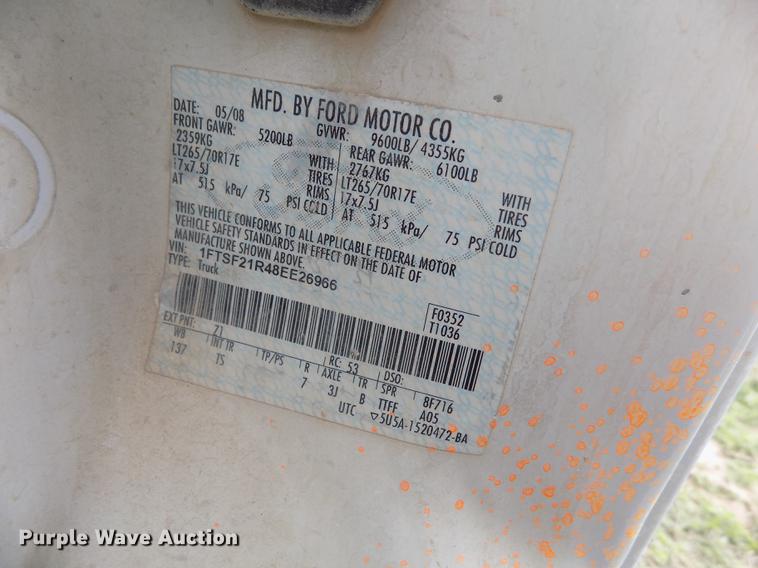 MFD. BY FORD MOTOR CO.
DATE: 05/08 GVWR: 9600LB/ 4355KG
FRONT GAWR: 5200LB REAR GAWR: 6100LB
2359KG WITH 2767KG WITH
LT265/70R17E TIRES LT265/70R17E TIRES
17x7.5J RIMS 17x7.5J RIMS
AT 515 kPa/ 75 PSI COLD AT 515 kPa/ 75 PSI COLD
THIS VEHICLE CONFORMS TO ALL APPLICABLE FEDERAL MOTOR
VEHICLE SAFETY STANDARDS IN EFFECT ON THE DATE OF
MANUFACTURE SHOWN ABOVE.
VIN: 1FTSF21R48EE26966
TYPE: Truck
F0352
T1036
EXT PNT: Z1 RC: 53 DSO:
WB INT TR TP/PS R AXLE TR SPR 8F716
137 TS 7 3J B TTFF A05
UTC ▽5U5A-1520472-BA
Purple Wave Auction